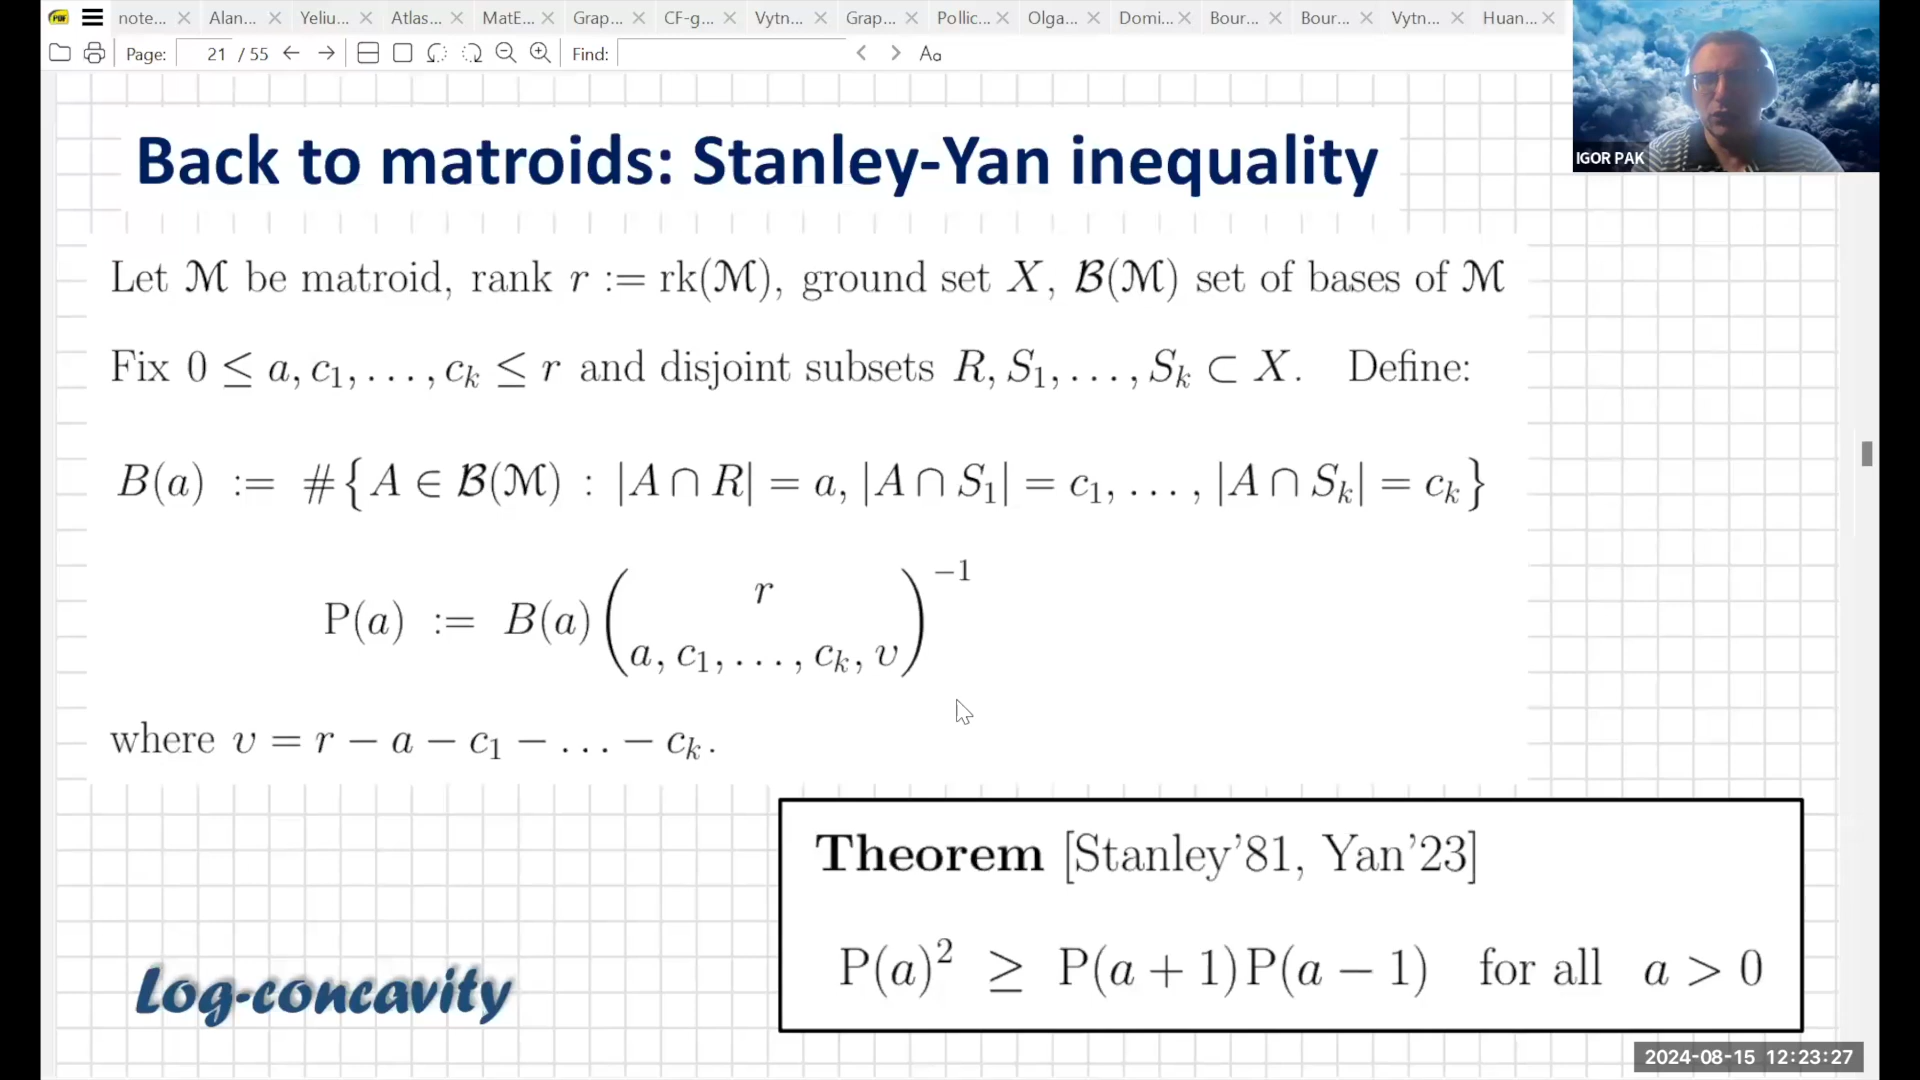 note... Alan... Yeliu... Atlas... MatE... Grap... CF-g... Vytn... Grap... Pollic... Olga... Domi... Bour... Bour... Vytn... Huan...
Page: 21 / 55 Find: Aa
IGOR PAK
Back to matroids: Stanley-Yan inequality
Let ℳ be matroid, rank r := rk(ℳ), ground set X, ℬ(ℳ) set of bases of ℳ
Fix 0 ≤ a, c₁, . . . , cₖ ≤ r and disjoint subsets R, S₁, . . . , Sₖ ⊂ X. Define:
B(a) := #{A ∈ ℬ(ℳ) : |A ∩ R| = a, |A ∩ S₁| = c₁, . . . , |A ∩ Sₖ| = cₖ}
P(a) := B(a) (r a, c₁, . . . , cₖ, υ)⁻¹
where υ = r − a − c₁ − . . . − cₖ.
Theorem [Stanley’81, Yan’23]
P(a)² ≥ P(a + 1)P(a − 1) for all a > 0
Log-concavity
2024-08-15 12:23:27